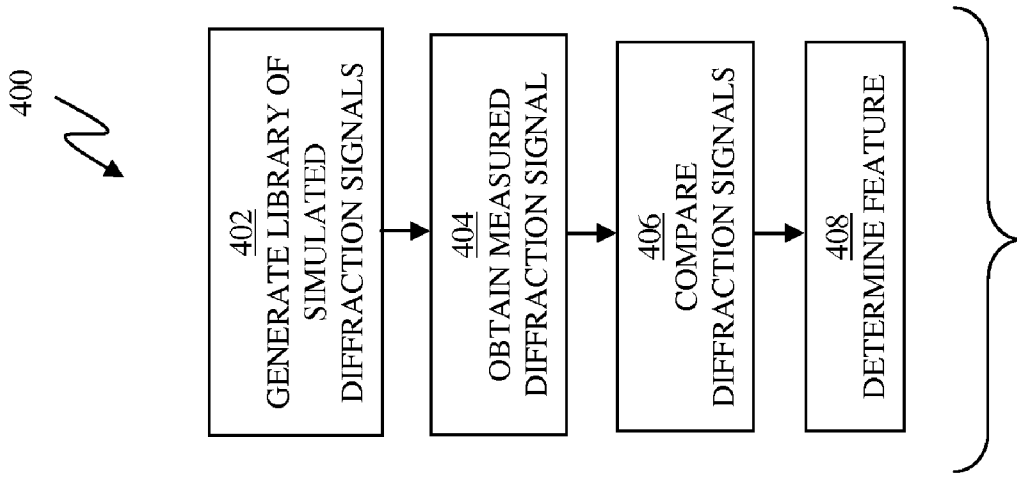 400
402
GENERATE LIBRARY OF
SIMULATED
DIFFRACTION SIGNALS
404
OBTAIN MEASURED
DIFFRACTION SIGNAL
406
COMPARE
DIFFRACTION SIGNALS
408
DETERMINE FEATURE